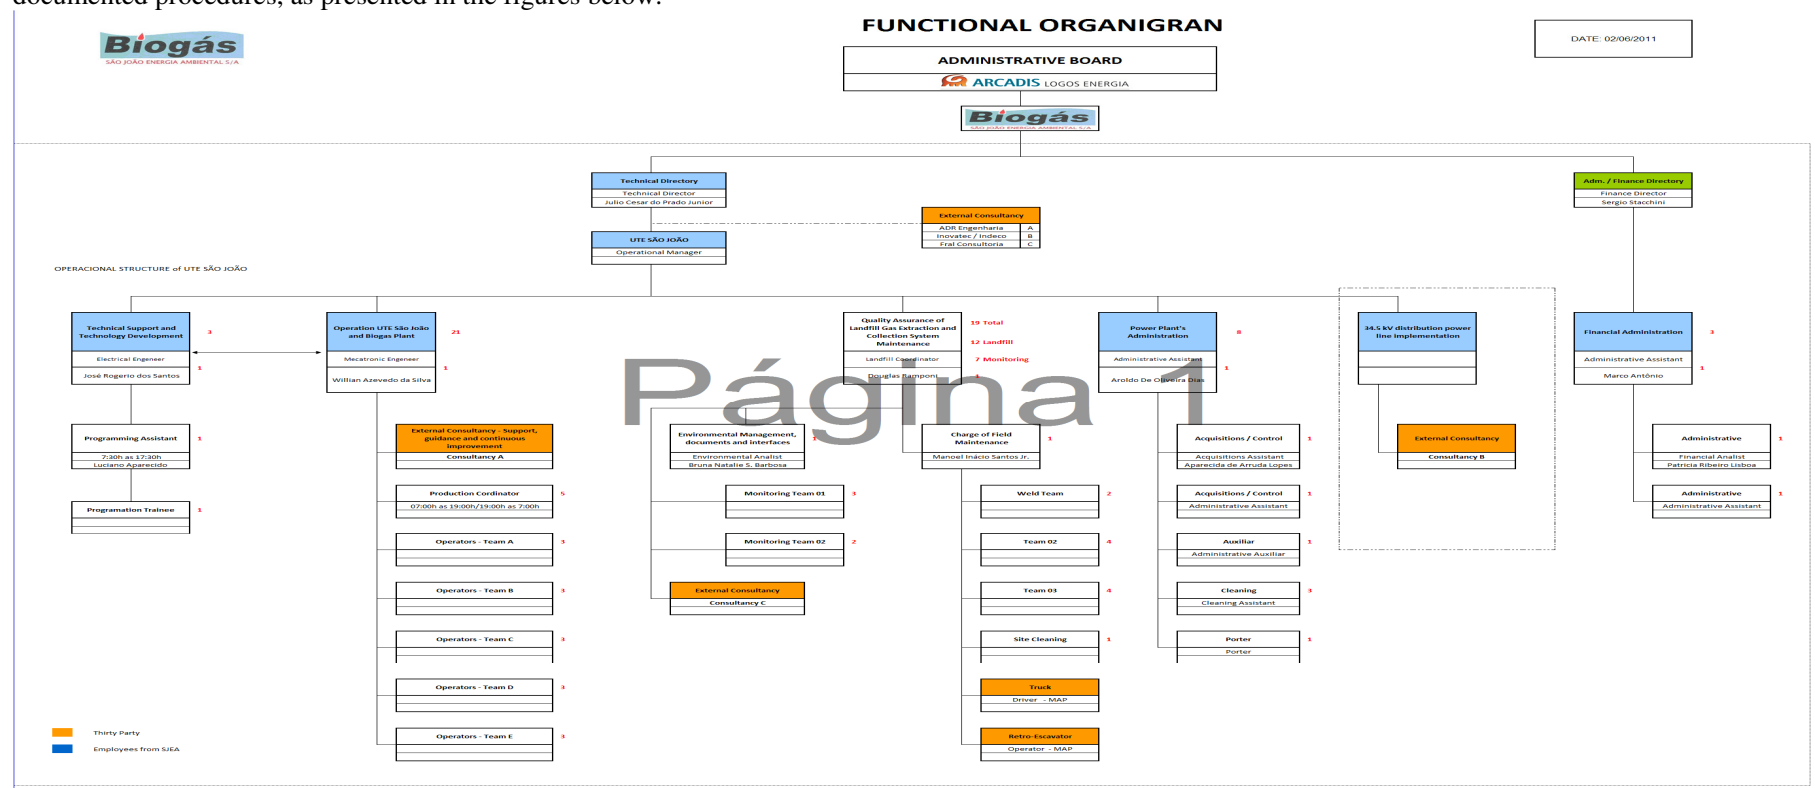 documented procedures, as presented in the figures below.
FUNCTIONAL ORGANIGRAN
DATE: 02/06/2011
Biogás
SÃO JOÃO ENERGIA AMBIENTAL S/A
ADMINISTRATIVE BOARD
ARCADIS LOGOS ENERGIA
Biogás
SÃO JOÃO ENERGIA AMBIENTAL S/A
Technical Directory
Technical Director
Julio Cesar do Prado Junior
Adm. / Finance Directory
Finance Director
Sergio Stacchini
External Consultancy
ADR Engenharia A
Inovatec / Indeco B
Fral Consultoria C
UTE SÃO JOÃO
Operational Manager
OPERACIONAL STRUCTURE of UTE SÃO JOÃO
Technical Support and
Technology Development
3
Electrical Engeneer
José Rogerio dos Santos
1
Operation UTE São João
and Biogas Plant
21
Mecatronic Engeneer
Willian Azevedo da Silva
1
Quality Assurance of
Landfill Gas Extraction and
Collection System
Maintenance
19 Total
12 Landfill
7 Monitoring
Landfill Coordinator
Douglas Ramponi
1
Power Plant's
Administration
8
Administrative Assistant
Aroldo De Oliveira Dias
1
34.5 kV distribution power
line implementation
Financial Administration
3
Administrative Assistant
Marco Antônio
1
Página 1
Programming Assistant
1
7:30h as 17:30h
Luciano Aparecido
Programation Trainee
1
External Consultancy - Support,
guidance and continuous
improvement
Consultancy A
Production Cordinator
5
07:00h as 19:00h/19:00h as 7:00h
Operators - Team A
3
Operators - Team B
3
Operators - Team C
3
Operators - Team D
3
Operators - Team E
3
Environmental Management,
documents and interfaces
1
Environmental Analist
Bruna Natalie S. Barbosa
Monitoring Team 01
3
Monitoring Team 02
2
External Consultancy
Consultancy C
Charge of Field
Maintenance
1
Manoel Inácio Santos Jr.
Weld Team
2
Team 02
4
Team 03
4
Site Cleaning
1
Truck
Driver - MAP
Retro-Escavator
Operator - MAP
Acquisitions / Control
1
Acquisitions Assistant
Aparecida de Arruda Lopes
Acquisitions / Control
1
Administrative Assistant
Auxiliar
1
Administrative Auxiliar
Cleaning
3
Cleaning Assistant
Porter
1
Porter
External Consultancy
Consultancy B
Administrative
1
Financial Analist
Patricia Ribeiro Lisboa
Administrative
1
Administrative Assistant
Thirty Party
Employees from SJEA